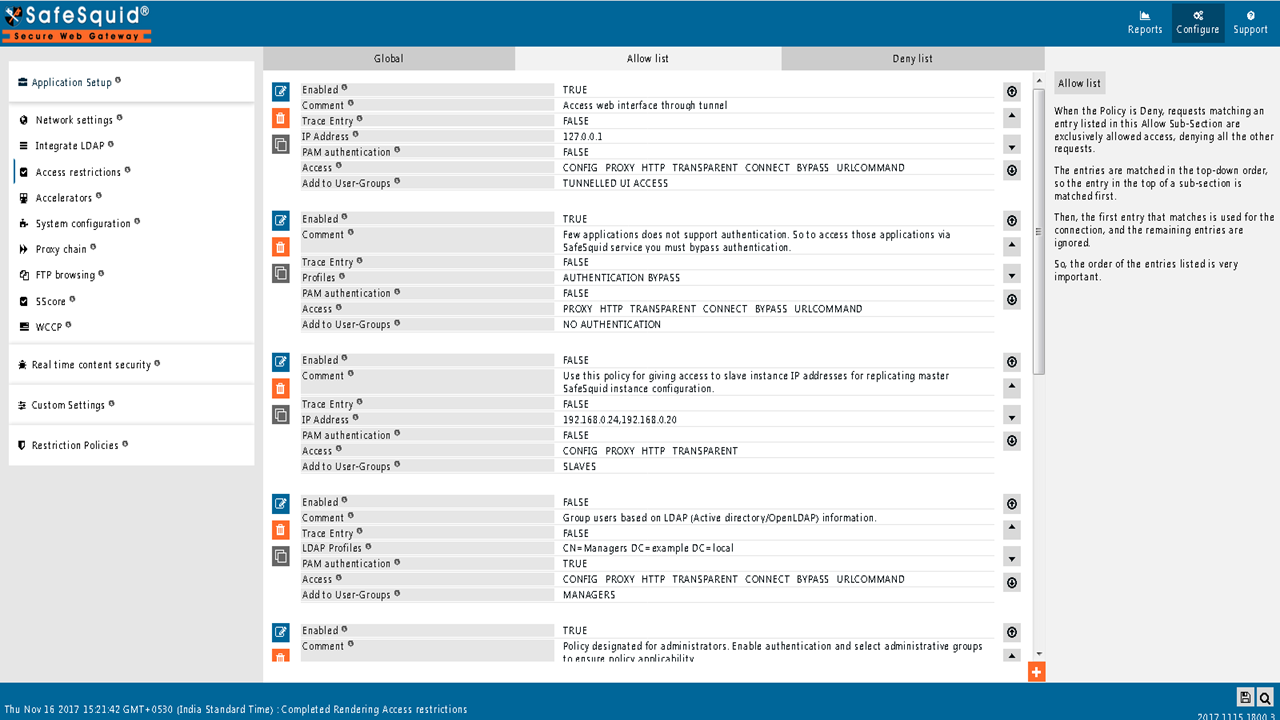 SafeSquid®
Secure Web Gateway
Reports
Configure
Support
Application Setup
Network settings
Integrate LDAP
Access restrictions
Accelerators
System configuration
Proxy chain
FTP browsing
SScore
WCCP
Real time content security
Custom Settings
Restriction Policies
Global
Allow list
Deny list
Enabled TRUE
Comment Access web interface through tunnel
Trace Entry FALSE
IP Address 127.0.0.1
PAM authentication FALSE
Access CONFIG PROXY HTTP TRANSPARENT CONNECT BYPASS URLCOMMAND
Add to User-Groups TUNNELLED UI ACCESS
Enabled TRUE
Comment Few applications does not support authentication. So to access those applications via
SafeSquid service you must bypass authentication.
Trace Entry FALSE
Profiles AUTHENTICATION BYPASS
PAM authentication FALSE
Access PROXY HTTP TRANSPARENT CONNECT BYPASS URLCOMMAND
Add to User-Groups NO AUTHENTICATION
Enabled FALSE
Comment Use this policy for giving access to slave instance IP addresses for replicating master
SafeSquid instance configuration.
Trace Entry FALSE
IP Address 192.168.0.24,192.168.0.20
PAM authentication FALSE
Access CONFIG PROXY HTTP TRANSPARENT
Add to User-Groups SLAVES
Enabled FALSE
Comment Group users based on LDAP (Active directory/OpenLDAP) information.
Trace Entry FALSE
LDAP Profiles CN=Managers DC=example DC=local
PAM authentication TRUE
Access CONFIG PROXY HTTP TRANSPARENT CONNECT BYPASS URLCOMMAND
Add to User-Groups MANAGERS
Enabled TRUE
Comment Policy designated for administrators. Enable authentication and select administrative groups
to ensure policy applicability
Allow list
When the Policy is Deny, requests matching an
entry listed in this Allow Sub-Section are
exclusively allowed access, denying all the other
requests.
The entries are matched in the top-down order,
so the entry in the top of a sub-section is
matched first.
Then, the first entry that matches is used for the
connection, and the remaining entries are
ignored.
So, the order of the entries listed is very
important.
Thu Nov 16 2017 15:21:42 GMT+0530 (India Standard Time) : Completed Rendering Access restrictions
2017.1115.1800.3